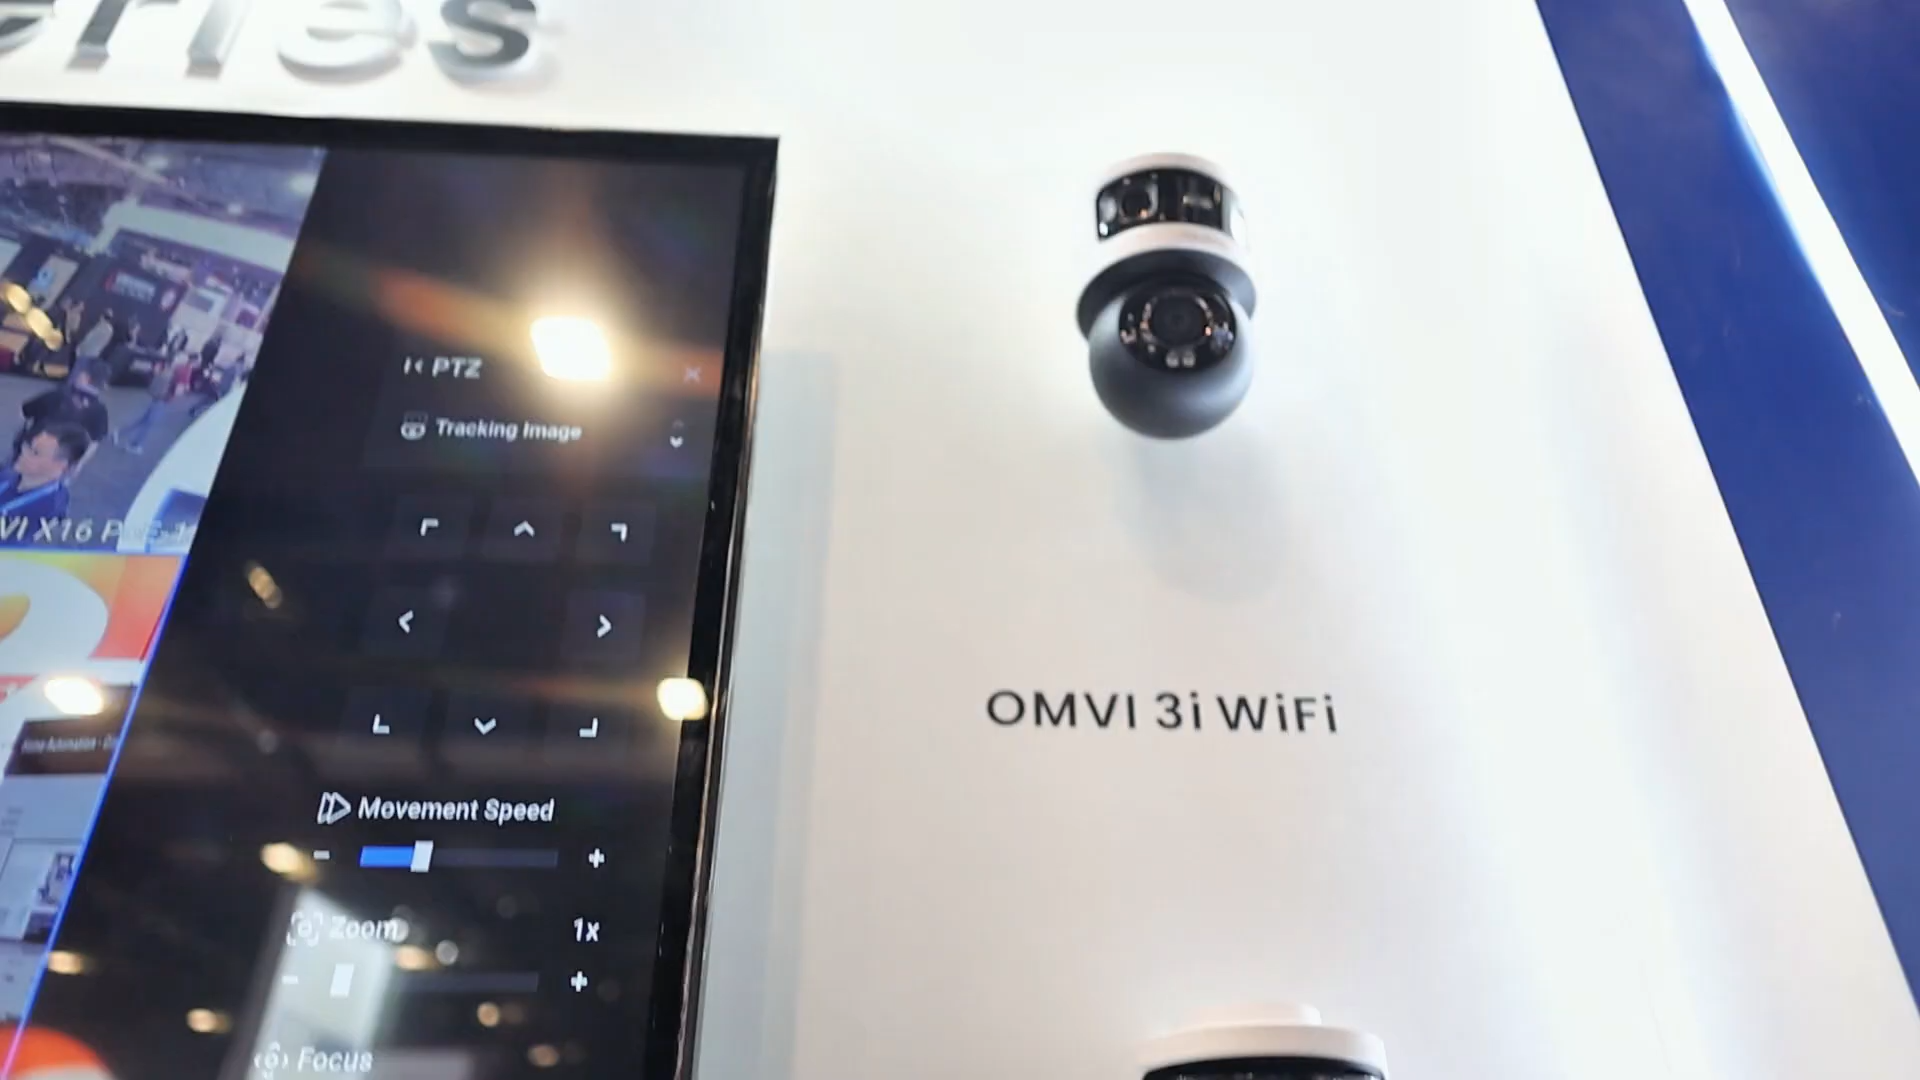 eries
PTZ
Tracking Image
VI X16 P
OMVI 3i WiFi
Movement Speed
Zoom 1x
Focus